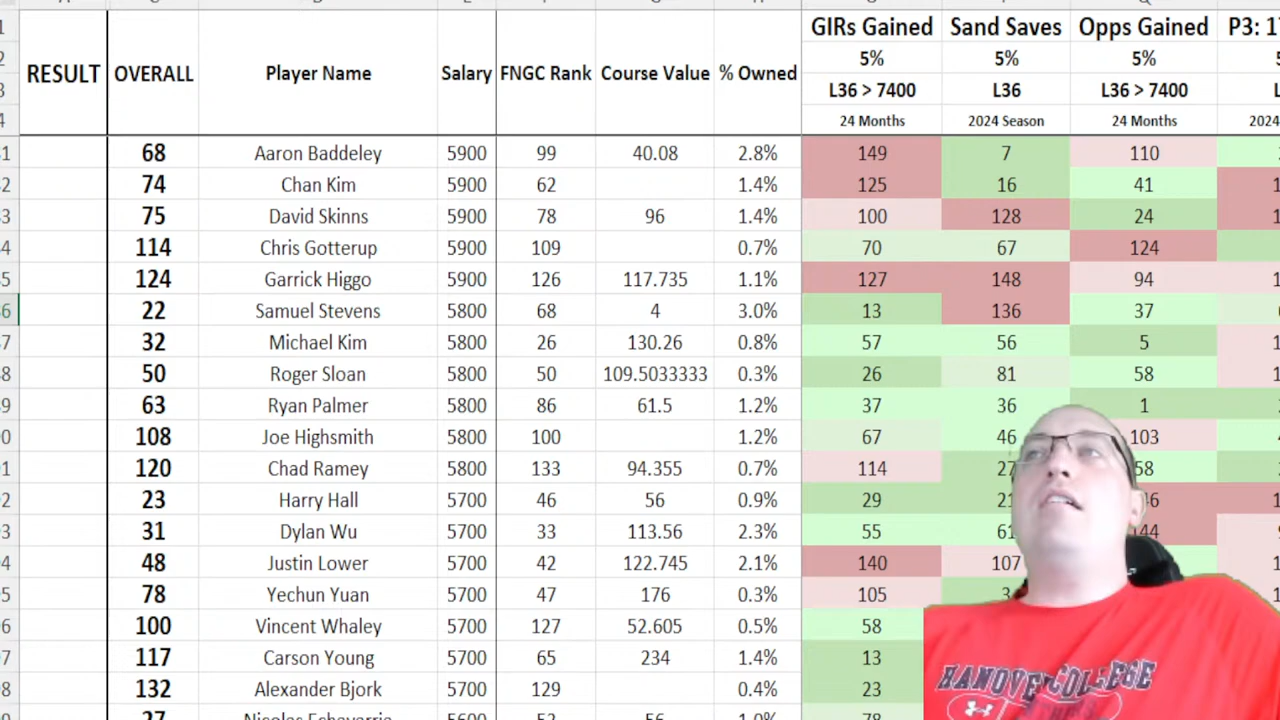 GIRs Gained Sand Saves Opps Gained P3:
RESULT OVERALL Player Name Salary FNGC Rank Course Value % Owned
5% 5% 5%
L36 > 7400 L36 L36 > 7400
24 Months 2024 Season 24 Months 2024
68 Aaron Baddeley 5900 99 40.08 2.8% 149 7 110
74 Chan Kim 5900 62 1.4% 125 16 41
75 David Skinns 5900 78 96 1.4% 100 128 24
114 Chris Gotterup 5900 109 0.7% 70 67 124
124 Garrick Higgo 5900 126 117.735 1.1% 127 148 94
22 Samuel Stevens 5800 68 4 3.0% 13 136 37
32 Michael Kim 5800 26 130.26 0.8% 57 56 5
50 Roger Sloan 5800 50 109.5033333 0.3% 26 81 58
63 Ryan Palmer 5800 86 61.5 1.2% 37 36 1
108 Joe Highsmith 5800 100 1.2% 67 46 103
120 Chad Ramey 5800 133 94.355 0.7% 114 27 58
23 Harry Hall 5700 46 56 0.9% 29 21
31 Dylan Wu 5700 33 113.56 2.3% 55 61 144
48 Justin Lower 5700 42 122.745 2.1% 140 107
78 Yechun Yuan 5700 47 176 0.3% 105
100 Vincent Whaley 5700 127 52.605 0.5% 58
117 Carson Young 5700 65 234 1.4% 13
132 Alexander Bjork 5700 129 0.4% 23
HANOVER COLLEGE